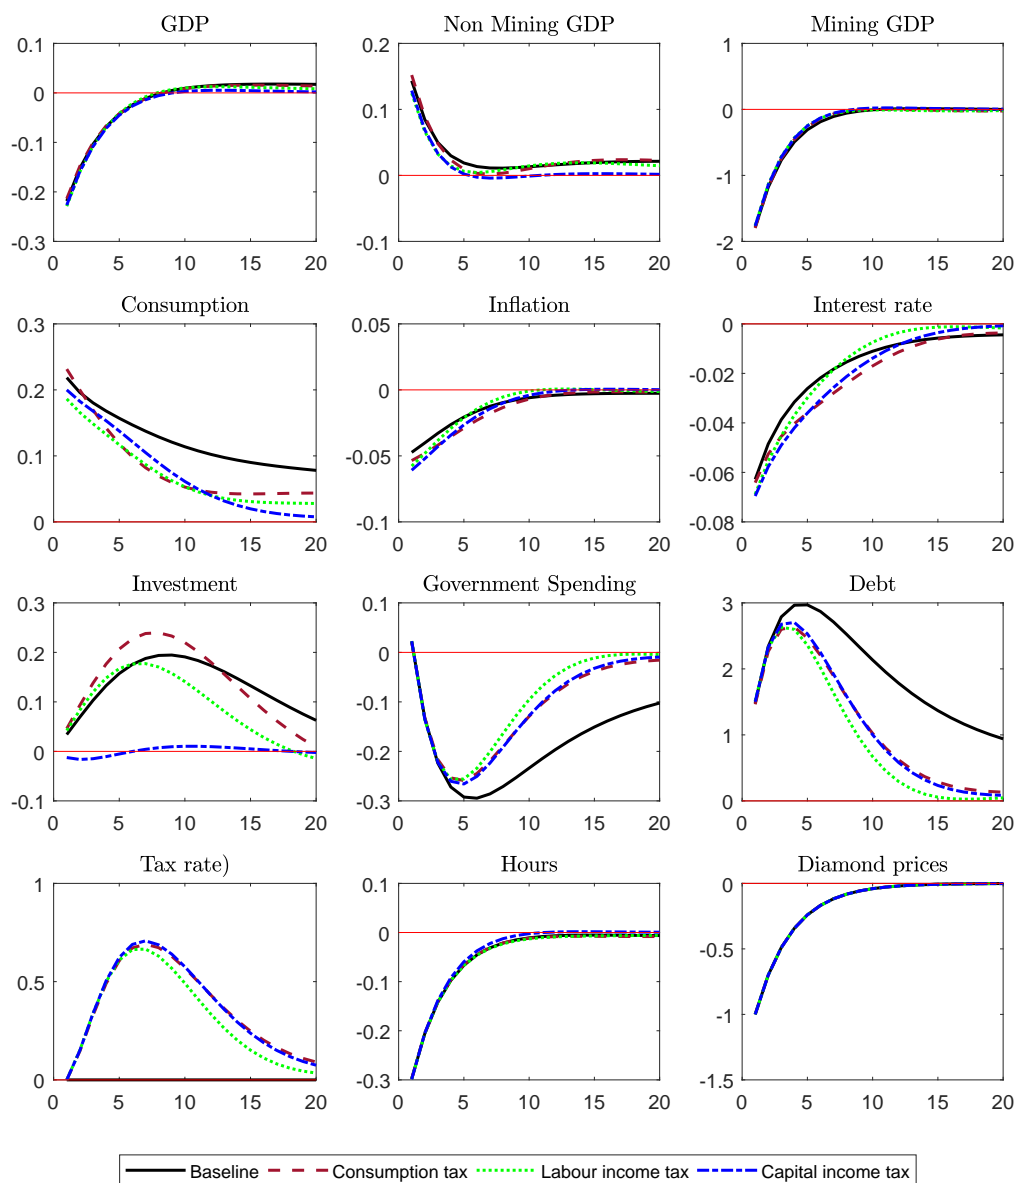 GDP Non Mining GDP Mining GDP
0.1 0.2 1
0 0.1 0
-0.1 0 -1
-0.2 -0.1 -2
-0.3
0 5 10 15 20 0 5 10 15 20 0 5 10 15 20
Consumption Inflation Interest rate
0.3 0.05 0
0.2 0 -0.02
0.1 -0.05 -0.04
0 -0.1 -0.06
-0.08
0 5 10 15 20 0 5 10 15 20 0 5 10 15 20
Investment Government Spending Debt
0.3 0.1 3
0.2 0 2
0.1 -0.1 1
0 -0.2 0
-0.1 -0.3
0 5 10 15 20 0 5 10 15 20 0 5 10 15 20
Tax rate) Hours Diamond prices
1 0.1 0
0.5 0 -0.5
0 -0.1 -1
-0.2 -1.5
-0.3
0 5 10 15 20 0 5 10 15 20 0 5 10 15 20
Baseline Consumption tax Labour income tax Capital income tax